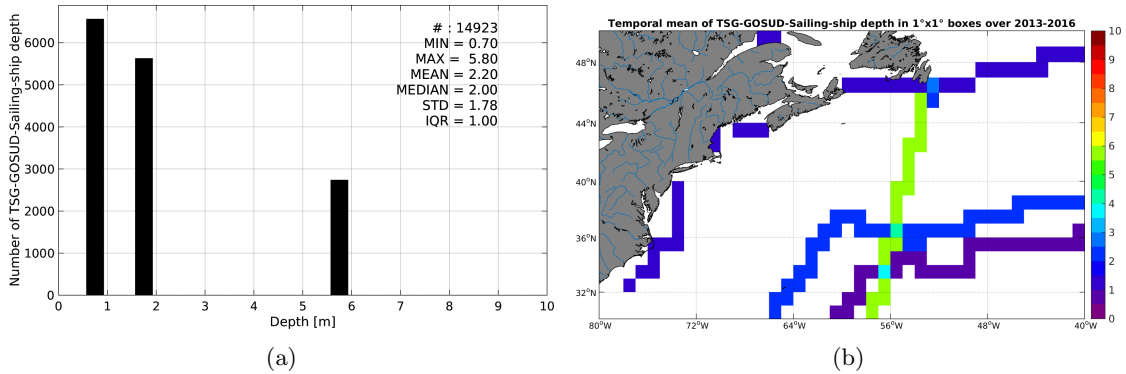 Number of TSG-GOSUD-Sailing-ship depth
6000
5000
4000
3000
2000
1000
0
0 1 2 3 4 5 6 7 8 9 10
Depth [m]
# : 14923
MIN = 0.70
MAX = 5.80
MEAN = 2.20
MEDIAN = 2.00
STD = 1.78
IQR = 1.00
(a)
Temporal mean of TSG-GOSUD-Sailing-ship depth in 1°x1° boxes over 2013-2016
48°N
44°N
40°N
36°N
32°N
80°W 72°W 64°W 56°W 48°W 40°W
10
9
8
7
6
5
4
3
2
1
0
(b)